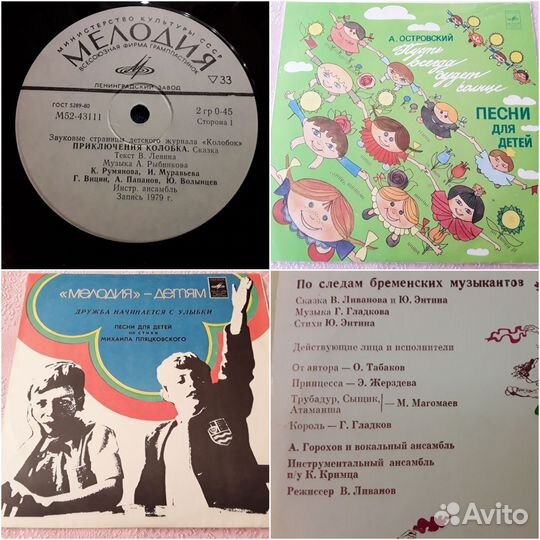 МИНИСТЕРСТВО КУЛЬТУРЫ СССР
МЕЛОДИЯ
ВСЕСОЮЗНАЯ ФИРМА ГРАМПЛАСТИНОК
ЛЕНИНГРАДСКИЙ ЗАВОД
33
ГОСТ 5289-80
М52-43111
2 гр 0-45
Сторона 1
Звуковые страницы детского журнала «Колобок»
ПРИКЛЮЧЕНИЯ КОЛОБКА. Сказка
Текст В. Левина
Музыка А. Рыбникова
К. Румянова, И. Муравьева
Г. Вицин, А. Папанов, Ю. Волынцев
Инстр. ансамбль
Запись 1979 г.
А. ОСТРОВСКИЙ
Пусть
всегда
будет
солнце
ПЕСНИ
ДЛЯ
ДЕТЕЙ
«МЕЛОДИЯ» – ДЕТЯМ
ДРУЖБА НАЧИНАЕТСЯ С УЛЫБКИ
ПЕСНИ ДЛЯ ДЕТЕЙ
НА СТИХИ
МИХАИЛА ПЛЯЦКОВСКОГО
По следам бременских музыкантов
Сказка В. Ливанова и Ю. Энтина
Музыка Г. Гладкова
Стихи Ю. Энтина
Действующие лица и исполнители
От автора — О. Табаков
Принцесса — Э. Жерздева
Трубадур, Сыщик,
Атаманша — М. Магомаев
Король — Г. Гладков
А. Горохов и вокальный ансамбль
Инструментальный ансамбль
п/у К. Кримца
Режиссер В. Ливанов
Avito